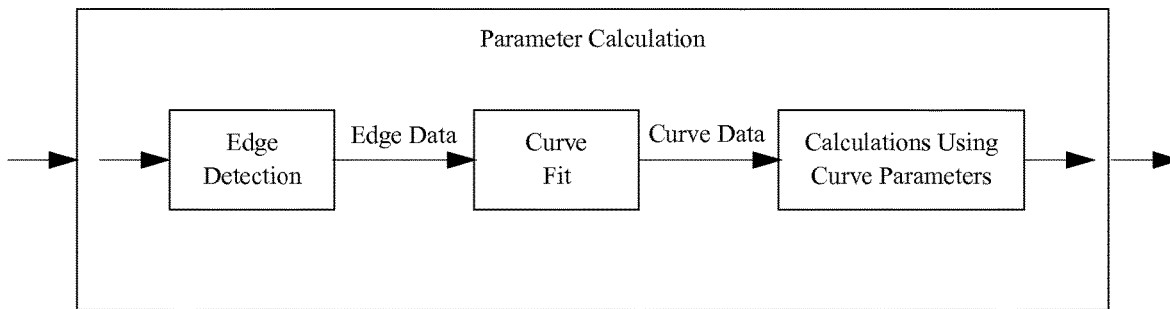 Parameter Calculation
Edge
Detection
Edge Data
Curve
Fit
Curve Data
Calculations Using
Curve Parameters